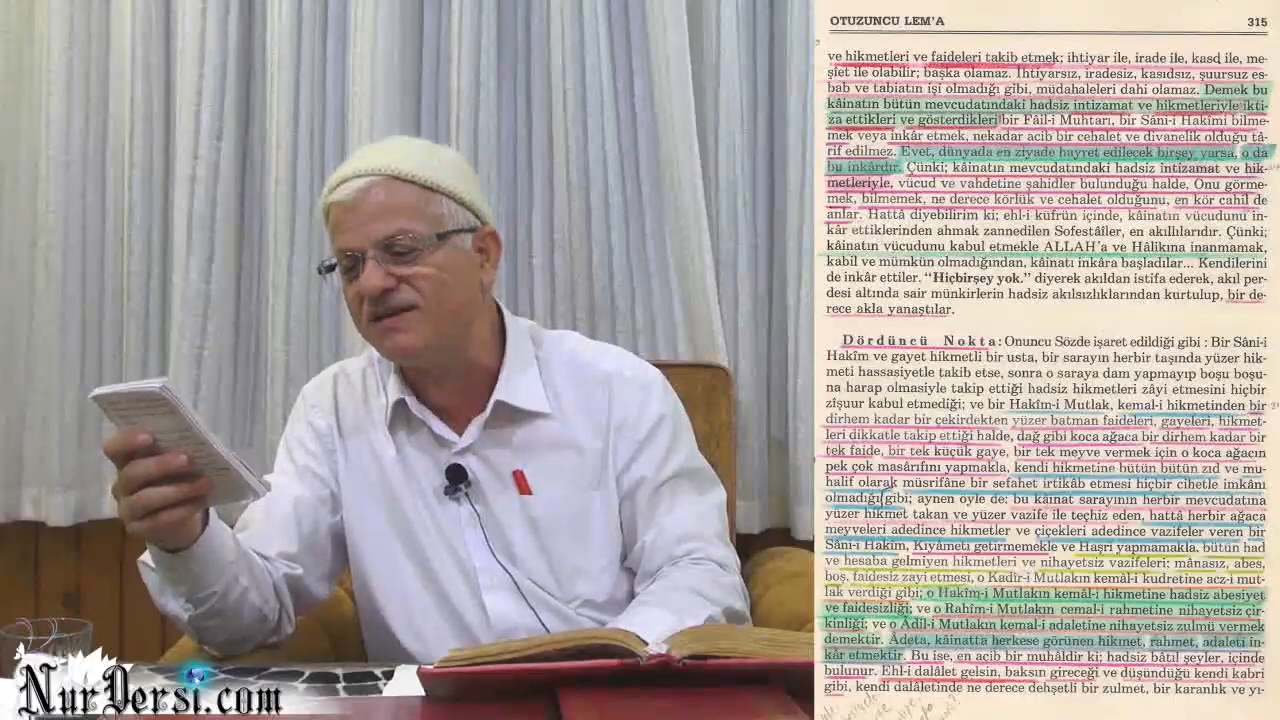 OTUZUNCU LEM'A 315
ve hikmetleri ve faideleri takib etmek; ihtiyar ile, irade ile, kasd ile, me-
şiet ile olabilir; başka olamaz. İhtiyarsız, iradesiz, kasıdsız, şuursuz es-
bab ve tabiatın işi olmadığı gibi, müdahaleleri dahi olamaz. Demek bu
kâinatın bütün mevcudatındaki hadsiz intizamat ve hikmetleriyle ikti-
za ettikleri ve gösterdikleri bir Fâil-i Muhtarı, bir Sâni-i Hakîmi bilme-
mek veya inkâr etmek, nekadar acib bir cehalet ve divanelik olduğu tâ-
rif edilmez. Evet, dünyada en ziyade hayret edilecek birşey varsa, o da
bu inkârdır. Çünki; kâinatın mevcudatındaki hadsiz intizamat ve hik-
metleriyle, vücud ve vahdetine şahidler bulunduğu halde, Onu görme-
mek, bilmemek, ne derece körlük ve cehalet olduğunu, en kör cahil de
anlar. Hattâ diyebilirim ki; ehl-i küfrün içinde, kâinatın vücudunu in-
kâr ettiklerinden ahmak zannedilen Sofestâîler, en akıllılarıdır. Çünki;
kâinatın vücudunu kabul etmekle ALLAH'a ve Hâlikına inanmamak,
kabil ve mümkün olmadığından, kâinatı inkâra başladılar... Kendilerini
de inkâr ettiler. "Hiçbirşey yok." diyerek akıldan istifa ederek, akıl per-
desi altında sair münkirlerin hadsiz akılsızlıklarından kurtulup, bir de-
rece akla yanaştılar.
Dördüncü Nokta: Onuncu Sözde işaret edildiği gibi : Bir Sâni-i
Hakîm ve gayet hikmetli bir usta, bir sarayın herbir taşında yüzer hik-
meti hassasiyetle takib etse, sonra o saraya dam yapmayıp boşu boşu-
na harap olmasiyle takip ettiği hadsiz hikmetleri zâyi etmesini hiçbir
zîşuur kabul etmediği; ve bir Hakîm-i Mutlak, kemal-i hikmetinden bir
dirhem kadar bir çekirdekten yüzer batman faideleri, gayeleri, hikmet-
leri dikkatle takip ettiği halde, dağ gibi koca ağaca bir dirhem kadar bir
tek faide, bir tek küçük gaye, bir tek meyve vermek için o koca ağacın
pek çok masârıfını yapmakla, kendi hikmetine bütün bütün zıd ve mu-
halif olarak müsrifâne bir sefahet irtikâb etmesi hiçbir cihetle imkânı
olmadığı gibi; aynen öyle de: bu kâinat sarayının herbir mevcudatına
yüzer hikmet takan ve yüzer vazife ile teçhiz eden, hattâ herbir ağaca
meyveleri adedince hikmetler ve çiçekleri adedince vazifeler veren bir
Sâni-i Hakîm, Kıyâmeti getirmemekle ve Haşri yapmamakla. bütün had
ve hesaba gelmiyen hikmetleri ve nihayetsiz vazifeleri; mânasız, abes,
boş, faidesiz zayi etmesi, o Kadîr-i Mutlakın kemâl-i kudretine acz-i mut-
lak verdiği gibi; o Hakîm-i Mutlakın kemâl-i hikmetine hadsiz abesiyet
ve faidesizliği; ve o Rahîm-i Mutlakın cemal-i rahmetine nihayetsiz çir-
kinliği; ve o Âdil-i Mutlakın kemal-i adaletine nihayetsiz zulmü vermek
demektir. Âdeta, kâinatta herkese görünen hikmet, rahmet, adaleti in-
kâr etmektir. Bu ise, en acib bir muhâldir ki; hadsiz bâtıl şeyler, içinde
bulunur. Ehl-i dalâlet gelsin, baksın gireceği ve düşündüğü kendi kabri
gibi, kendi dalâletinde ne derece dehşetli bir zulmet, bir karanlık ve yı-
NurDersi.com